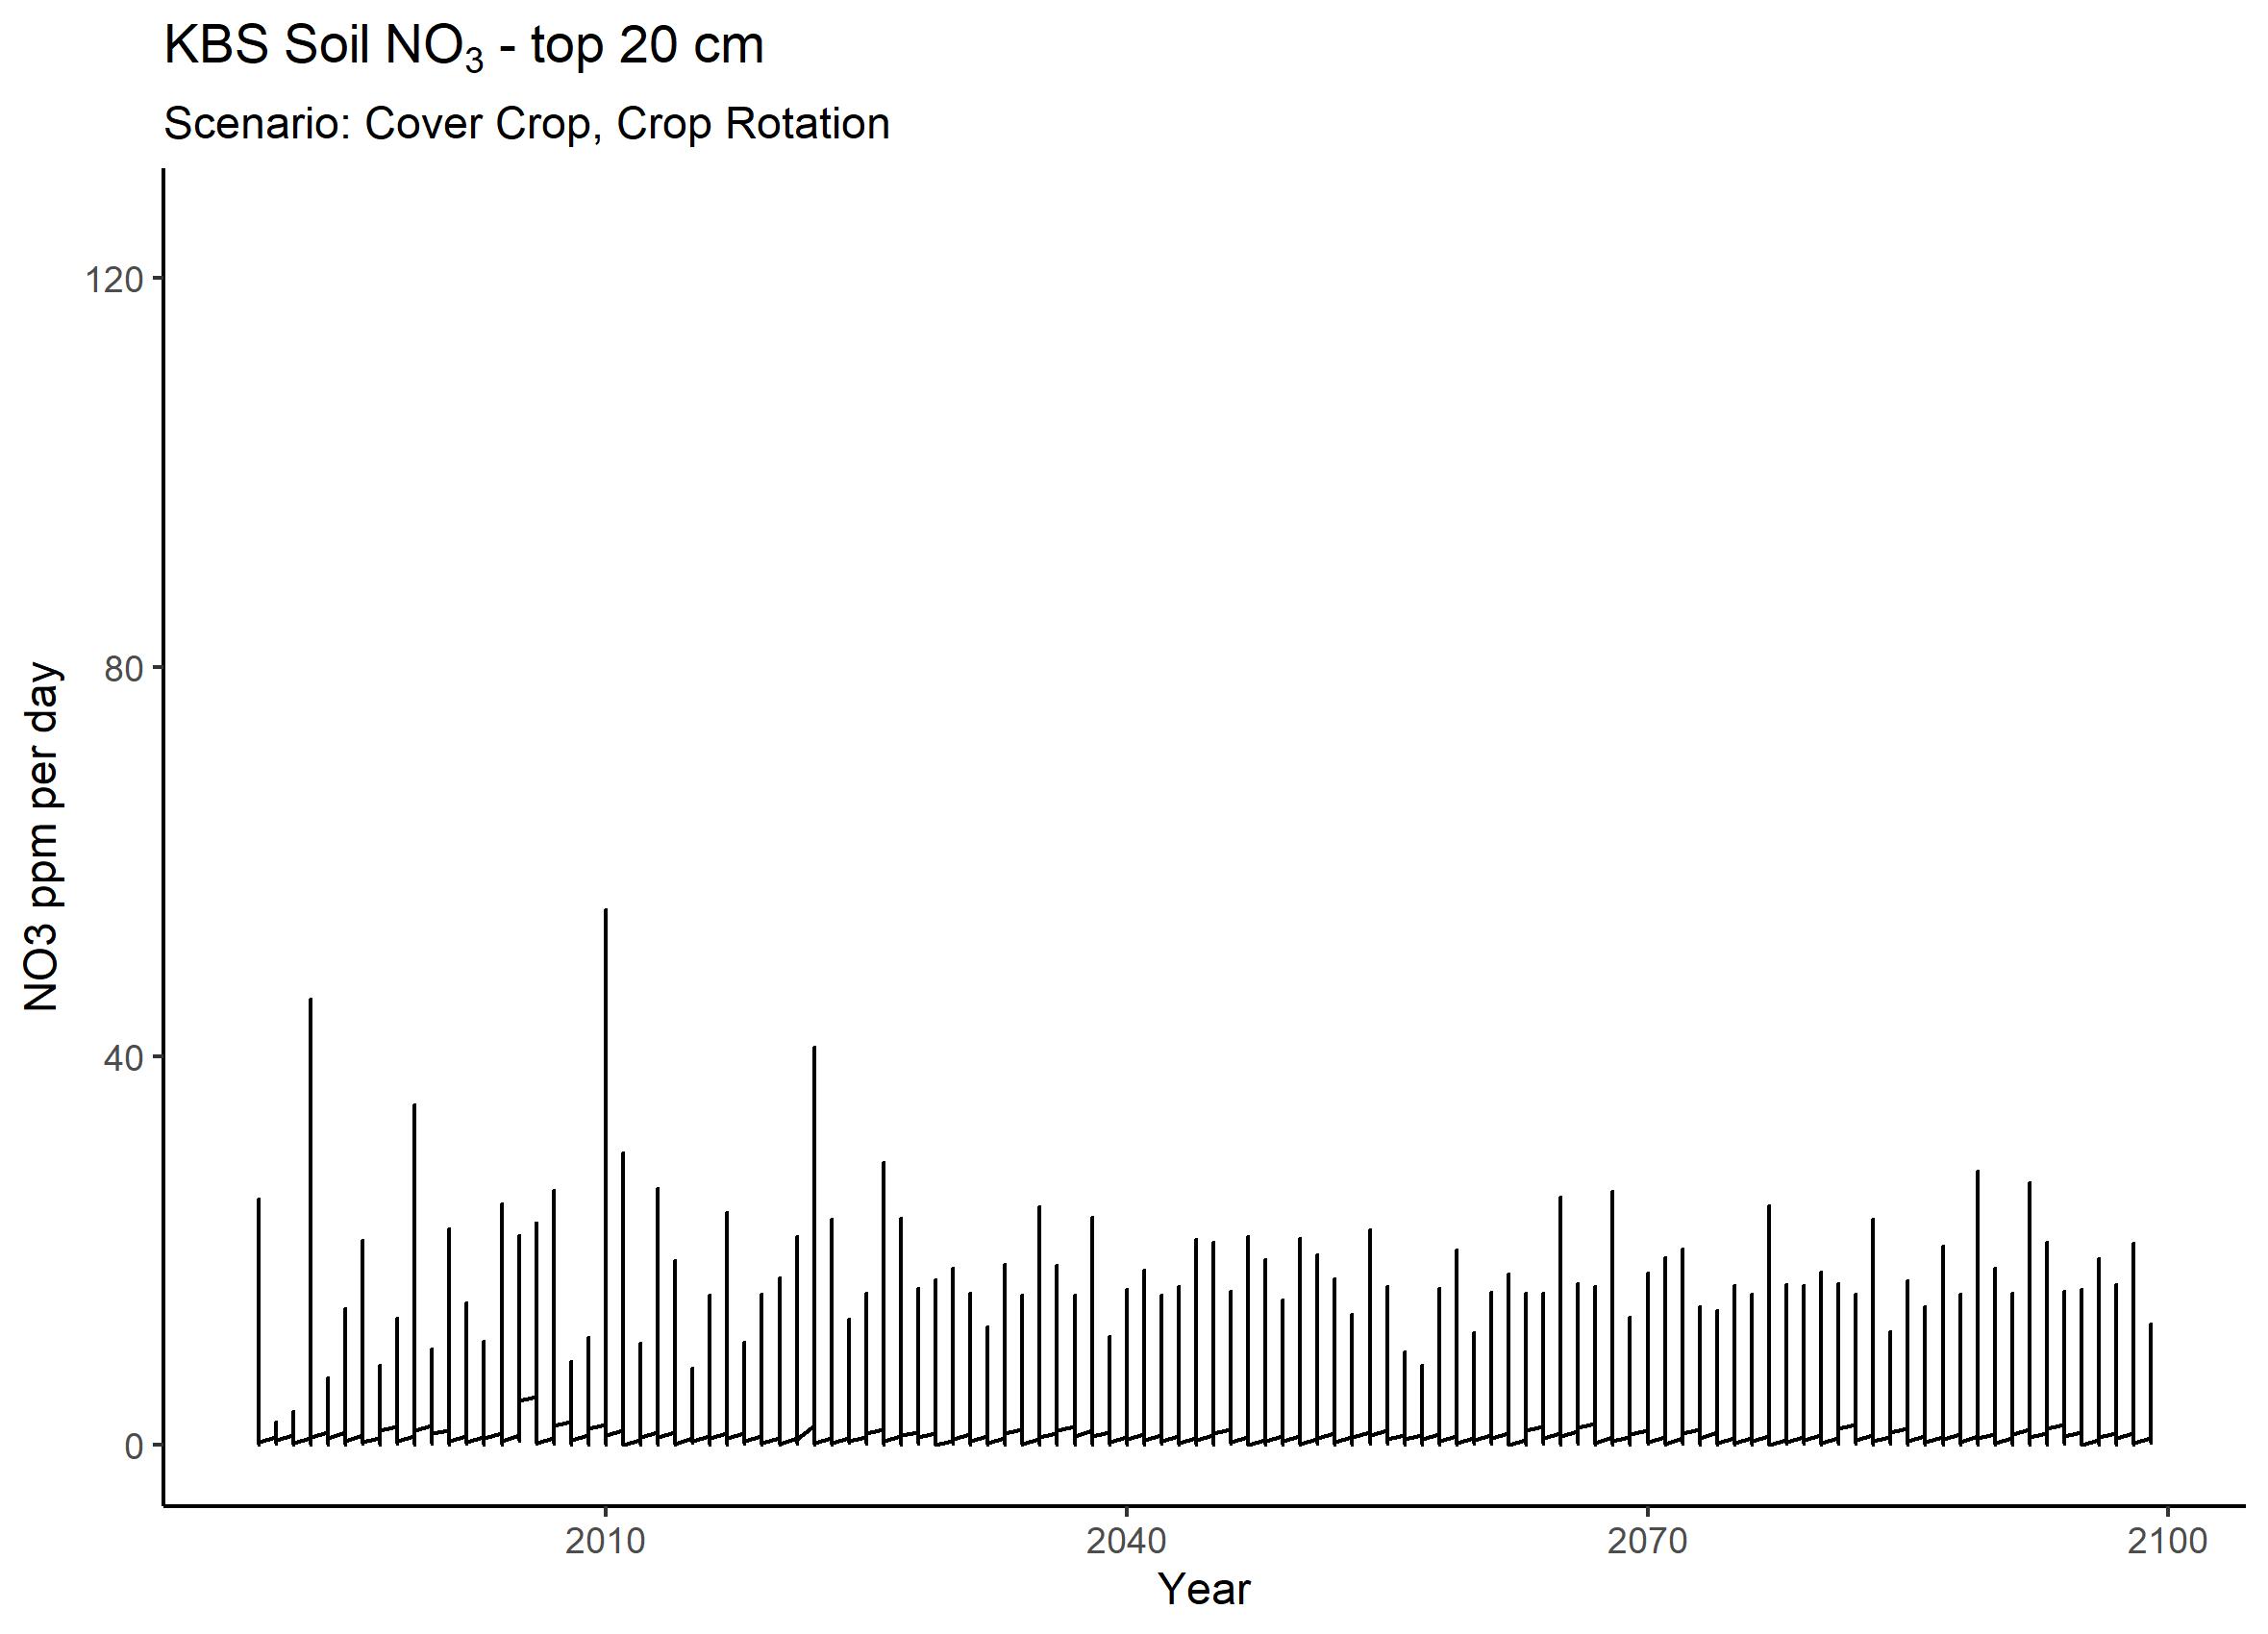 KBS Soil NO₃ - top 20 cm
Scenario: Cover Crop, Crop Rotation
NO3 ppm per day
120
80
40
0
2010 2040 2070 2100
Year